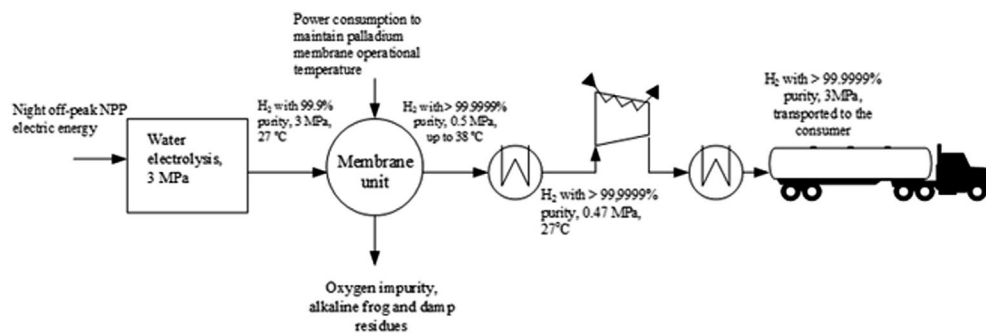 Power consumption to
maintain palladium
membrane operational
temperature
Night off-peak NPP
electric energy
Water
electrolysis,
3 MPa
H₂ with 99.9%
purity, 3 MPa,
27 °C
Membrane
unit
H₂ with > 99.9999%
purity, 0.5 MPa,
up to 38 °C
H₂ with > 99,9999%
purity, 0.47 MPa,
27°C
H₂ with > 99.9999%
purity, 3MPa,
transported to the
consumer
Oxygen impurity,
alkaline frog and damp
residues